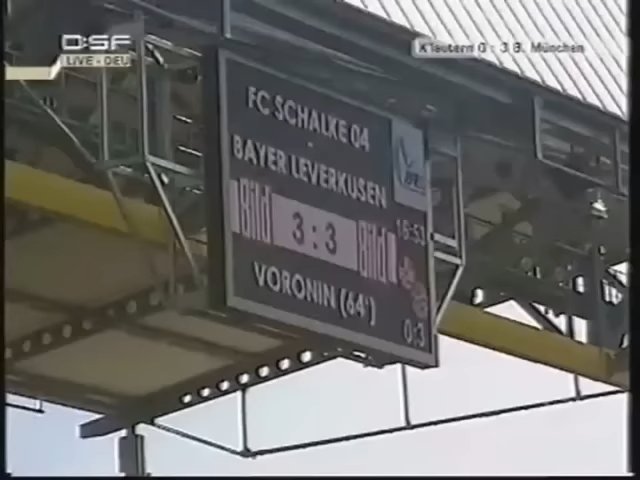 DSF
LIVE - DEU
K'lautern 0 : 3 B. München
FC SCHALKE 04
-
BAYER LEVERKUSEN
Bild 3 : 3 Bild
16:53
VORONIN (64')
0:3